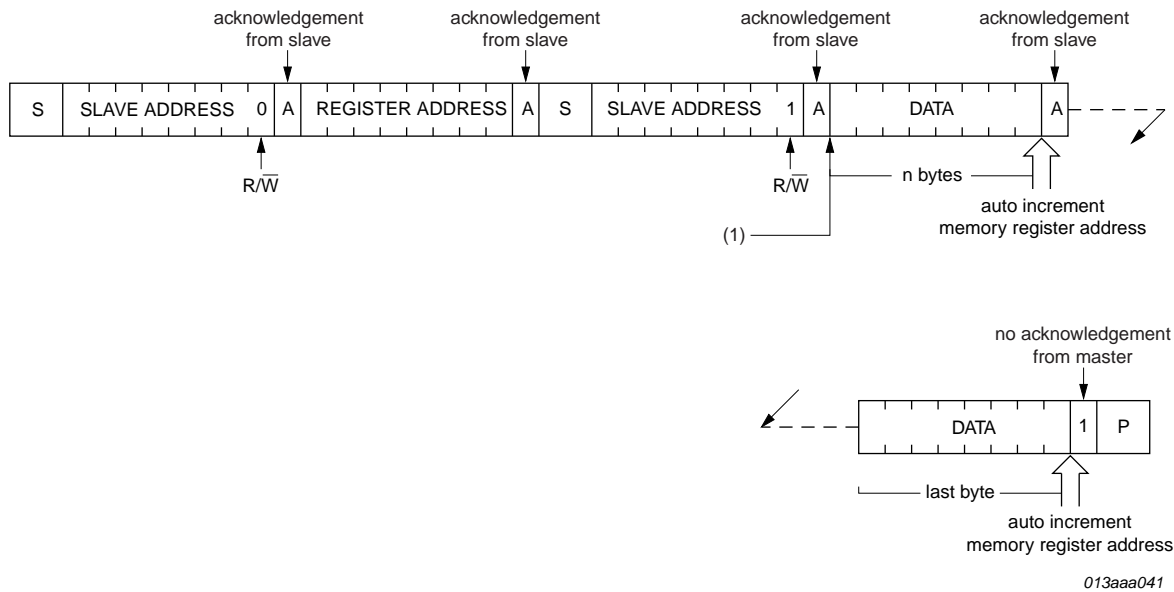 acknowledgement
from slave
acknowledgement
from slave
acknowledgement
from slave
acknowledgement
from slave
S SLAVE ADDRESS 0 A REGISTER ADDRESS A S SLAVE ADDRESS 1 A DATA A
R/W̅
R/W̅
n bytes
auto increment
memory register address
(1)
no acknowledgement
from master
DATA 1 P
last byte
auto increment
memory register address
013aaa041